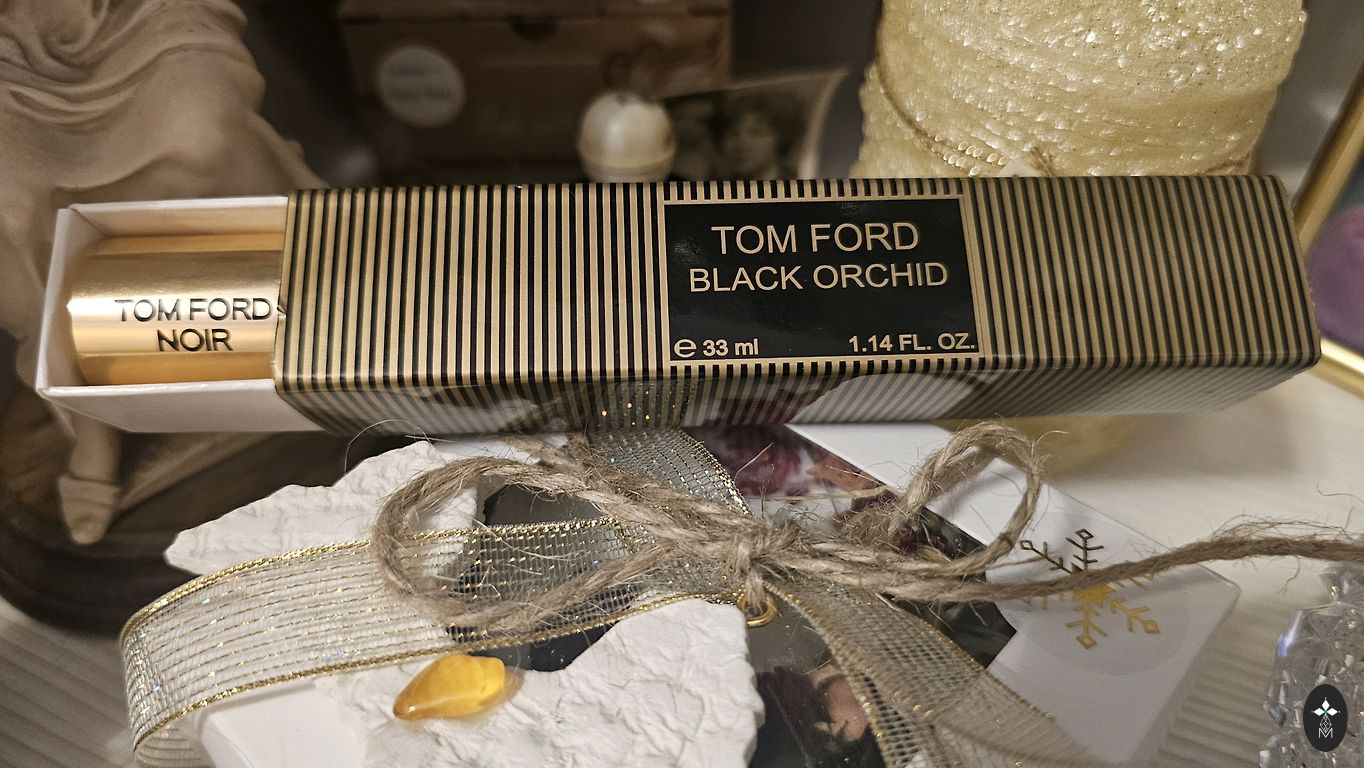 TOM FORD
BLACK ORCHID
℮ 33 ml
1.14 FL. OZ.
TOM FORD
NOIR
M